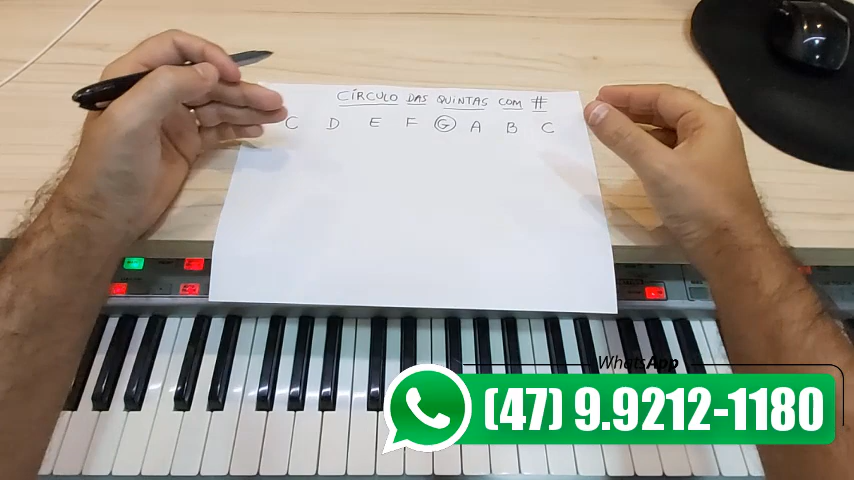 CÍRCULO DAS QUINTAS COM #
C D E F G A B C
WhatsApp
(47) 9.9212-1180